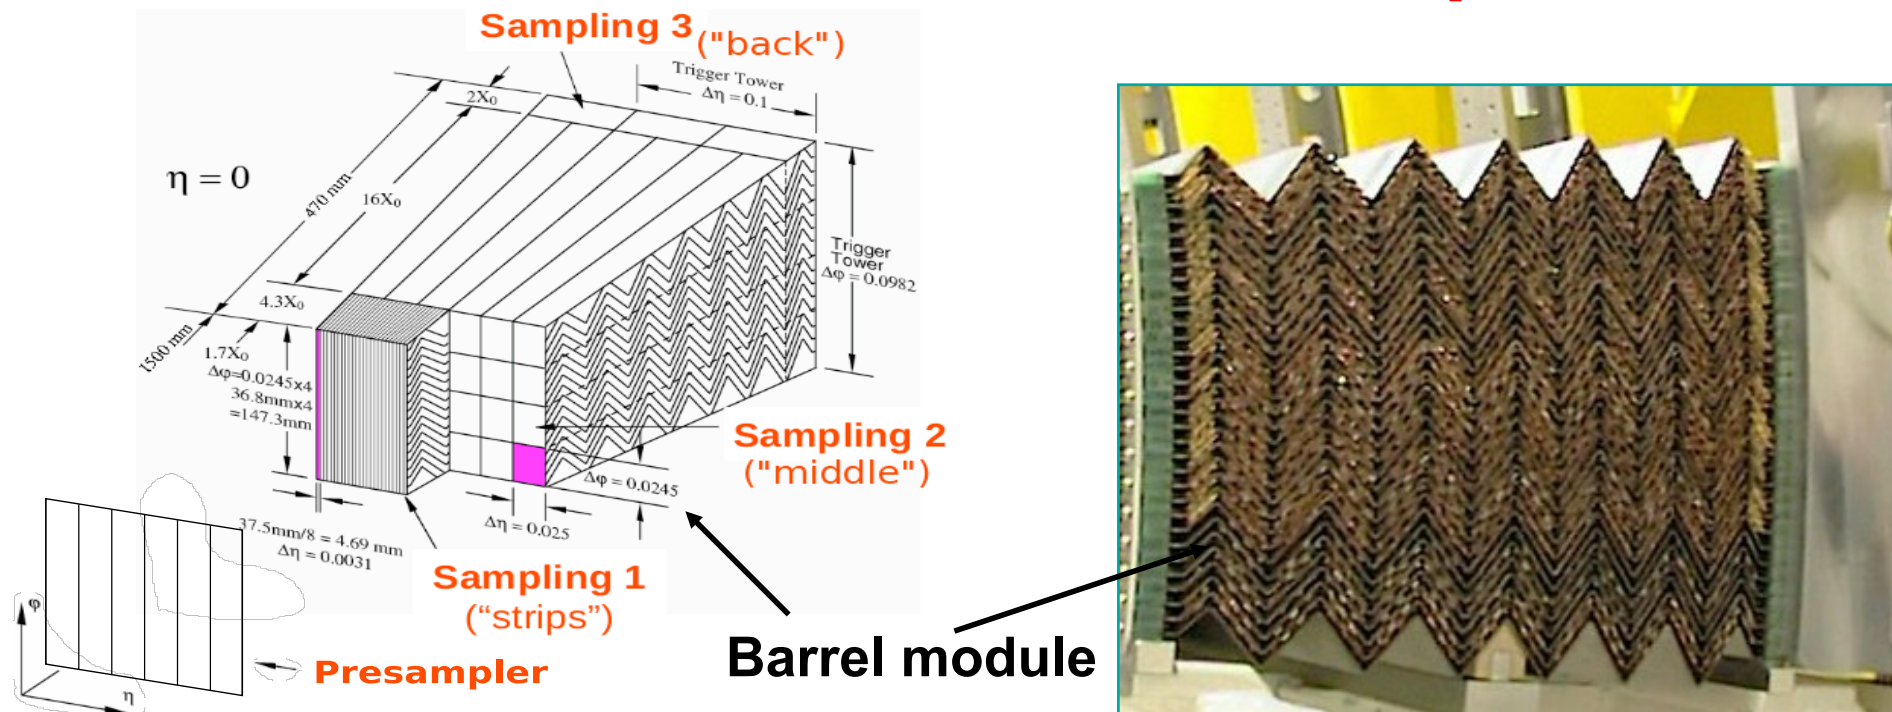 Sampling 3
("back")
Trigger Tower
Δη = 0.1
2X₀
η = 0
470 mm
16X₀
Trigger
Tower
Δφ = 0.0982
4.3X₀
1500 mm
1.7X₀
Δφ=0.0245x4
36.8mmx4
=147.3mm
Sampling 2
("middle")
Δφ = 0.0245
Δη = 0.025
37.5mm/8 = 4.69 mm
Δη = 0.0031
Sampling 1
(“strips”)
φ
Barrel module
Presampler
η